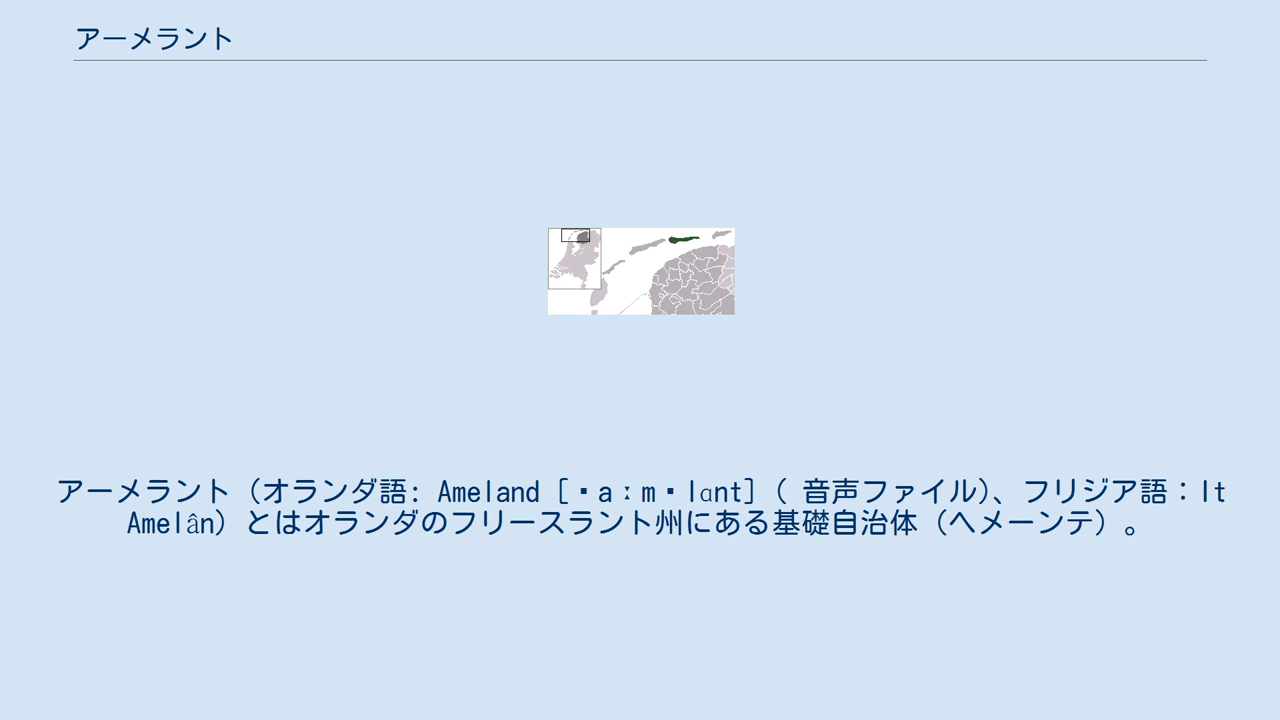 アーメラント
アーメラント（オランダ語: Ameland [ˈaːmˌlɑnt]（ 音声ファイル)、フリジア語：It
Amelân）とはオランダのフリースラント州にある基礎自治体（ヘメーンテ）。